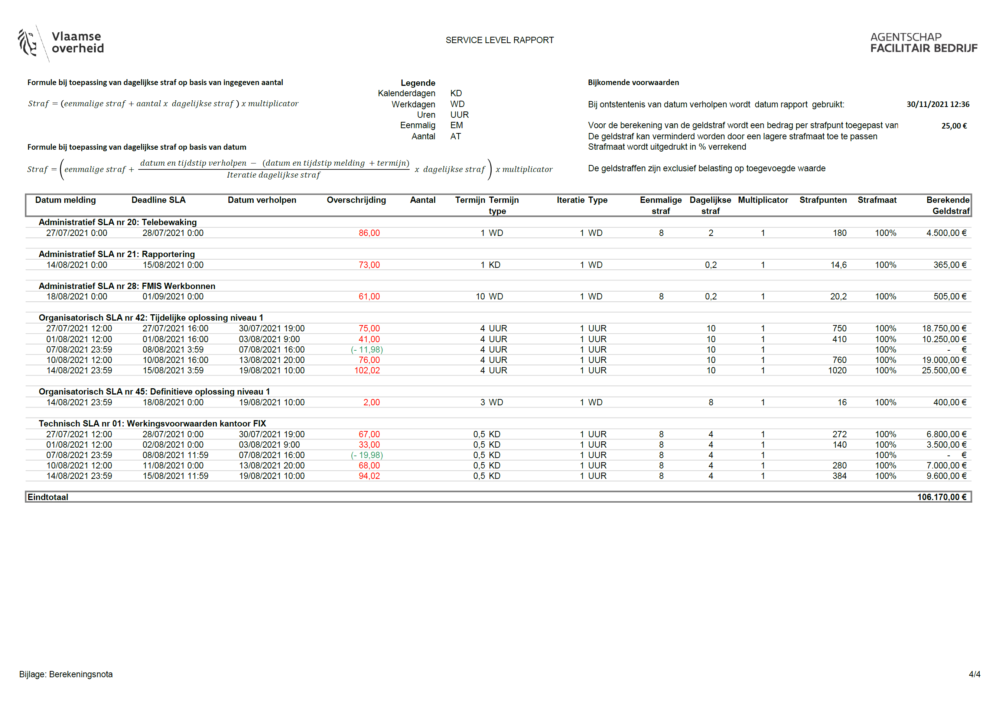 Vlaamse
overheid
SERVICE LEVEL RAPPORT
AGENTSCHAP
FACILITAIR BEDRIJF
Formule bij toepassing van dagelijkse straf op basis van ingegeven aantal
Straf = (eenmalige straf + aantal x dagelijkse straf ) x multiplicator
Formule bij toepassing van dagelijkse straf op basis van datum
Straf = (eenmalige straf + datum en tijdstip verholpen − (datum en tijdstip melding + termijn) / Iteratie dagelijkse straf x dagelijkse straf) x multiplicator
Legende
Kalenderdagen KD
Werkdagen WD
Uren UUR
Eenmalig EM
Aantal AT
Bijkomende voorwaarden
Bij ontstentenis van datum verholpen wordt datum rapport gebruikt: 30/11/2021 12:36
Voor de berekening van de geldstraf wordt een bedrag per strafpunt toegepast van 25,00 €
De geldstraf kan verminderd worden door een lagere strafmaat toe te passen
Strafmaat wordt uitgedrukt in % verrekend
De geldstraffen zijn exclusief belasting op toegevoegde waarde
Datum melding Deadline SLA Datum verholpen Overschrijding Aantal Termijn Termijn Iteratie Type Eenmalige Dagelijkse Multiplicator Strafpunten Strafmaat Berekende
type straf straf Geldstraf
Administratief SLA nr 20: Telebewaking
27/07/2021 0:00 28/07/2021 0:00 86,00 1 WD 1 WD 8 2 1 180 100% 4.500,00 €
Administratief SLA nr 21: Rapportering
14/08/2021 0:00 15/08/2021 0:00 73,00 1 KD 1 WD 0,2 1 14,6 100% 365,00 €
Administratief SLA nr 28: FMIS Werkbonnen
18/08/2021 0:00 01/09/2021 0:00 61,00 10 WD 1 WD 8 0,2 1 20,2 100% 505,00 €
Organisatorisch SLA nr 42: Tijdelijke oplossing niveau 1
27/07/2021 12:00 27/07/2021 16:00 30/07/2021 19:00 75,00 4 UUR 1 UUR 10 1 750 100% 18.750,00 €
01/08/2021 12:00 01/08/2021 16:00 03/08/2021 9:00 41,00 4 UUR 1 UUR 10 1 410 100% 10.250,00 €
07/08/2021 23:59 08/08/2021 3:59 07/08/2021 16:00 (- 11,98) 4 UUR 1 UUR 10 1 100% - €
10/08/2021 12:00 10/08/2021 16:00 13/08/2021 20:00 76,00 4 UUR 1 UUR 10 1 760 100% 19.000,00 €
14/08/2021 23:59 15/08/2021 3:59 19/08/2021 10:00 102,02 4 UUR 1 UUR 10 1 1020 100% 25.500,00 €
Organisatorisch SLA nr 45: Definitieve oplossing niveau 1
14/08/2021 23:59 18/08/2021 0:00 19/08/2021 10:00 2,00 3 WD 1 WD 8 1 16 100% 400,00 €
Technisch SLA nr 01: Werkingsvoorwaarden kantoor FIX
27/07/2021 12:00 28/07/2021 0:00 30/07/2021 19:00 67,00 0,5 KD 1 UUR 8 4 1 272 100% 6.800,00 €
01/08/2021 12:00 02/08/2021 0:00 03/08/2021 9:00 33,00 0,5 KD 1 UUR 8 4 1 140 100% 3.500,00 €
07/08/2021 23:59 08/08/2021 11:59 07/08/2021 16:00 (- 19,98) 0,5 KD 1 UUR 8 4 1 100% - €
10/08/2021 12:00 11/08/2021 0:00 13/08/2021 20:00 68,00 0,5 KD 1 UUR 8 4 1 280 100% 7.000,00 €
14/08/2021 23:59 15/08/2021 11:59 19/08/2021 10:00 94,02 0,5 KD 1 UUR 8 4 1 384 100% 9.600,00 €
Eindtotaal 106.170,00 €
Bijlage: Berekeningsnota 4/4